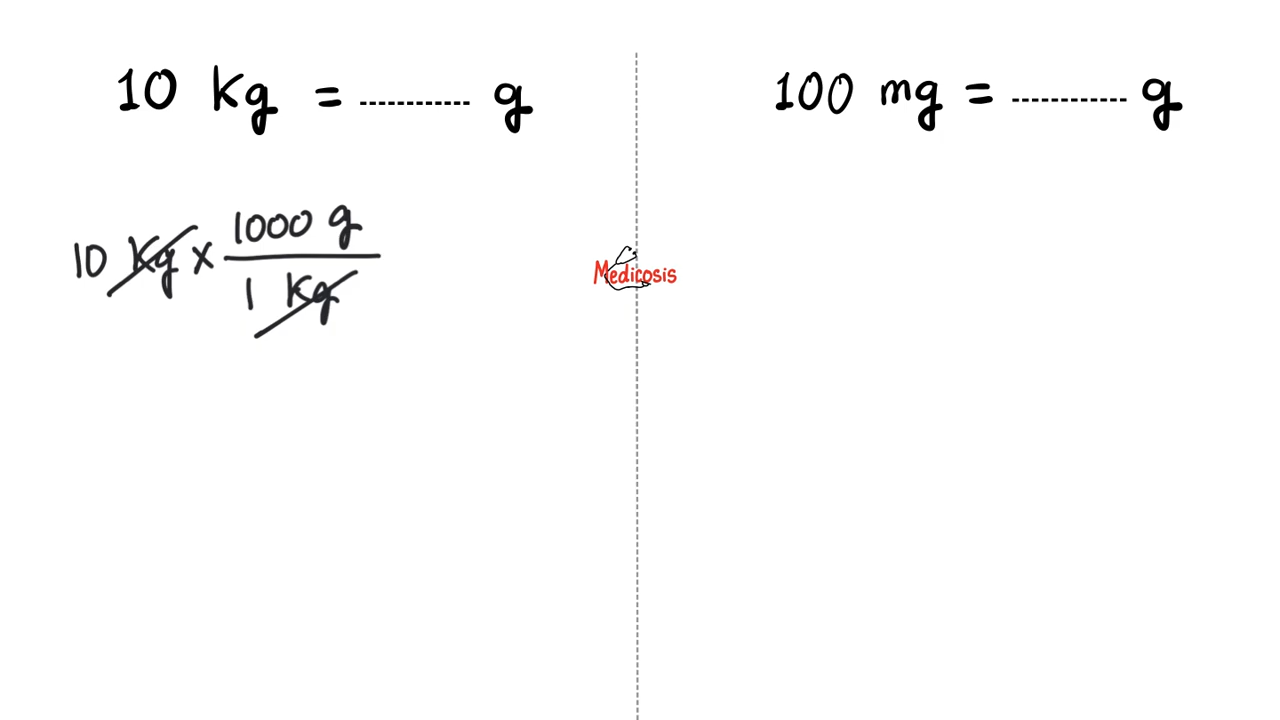 10 Kg = ............ g
10 Kg x 1000 g
1 Kg
Medicosis
100 mg = ............. g